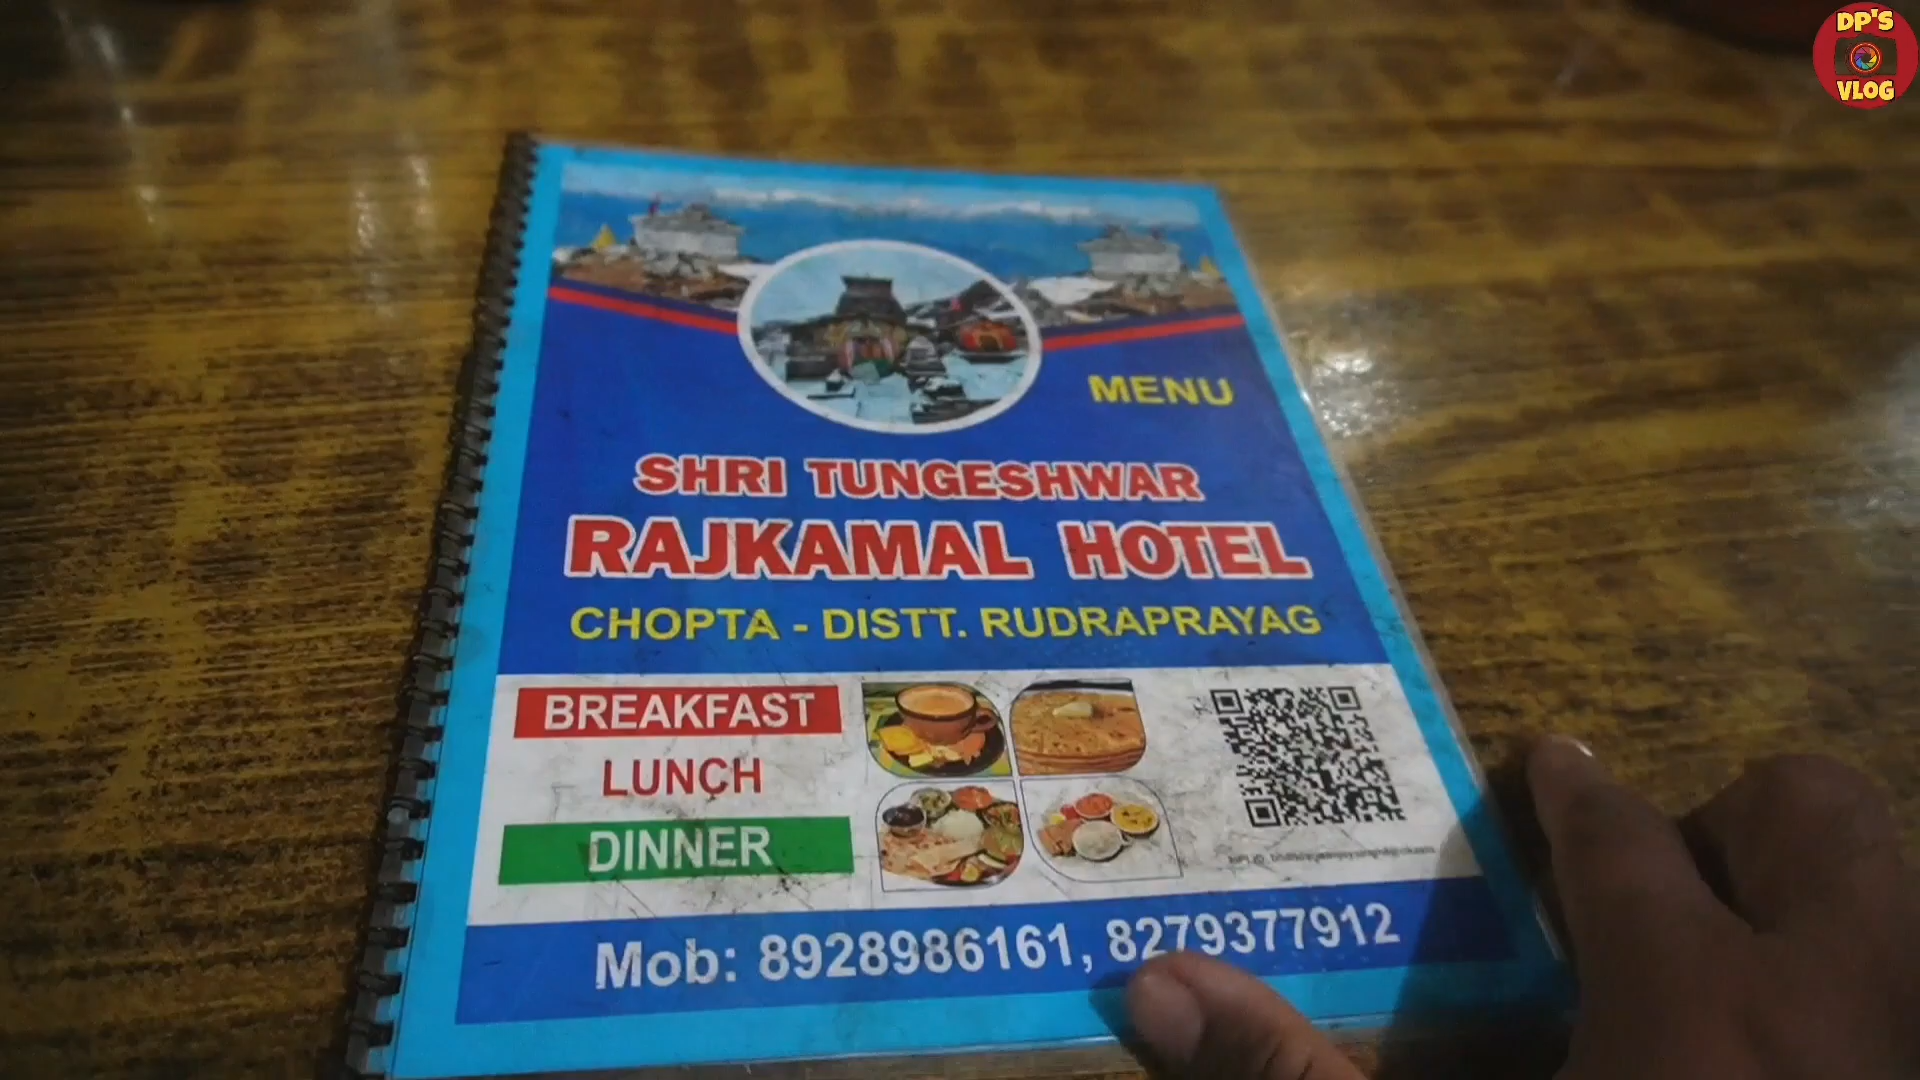 DP'S
VLOG
MENU
SHRI TUNGESHWAR
RAJKAMAL HOTEL
CHOPTA - DISTT. RUDRAPRAYAG
BREAKFAST
LUNCH
DINNER
Mob: 8928986161, 8279377912